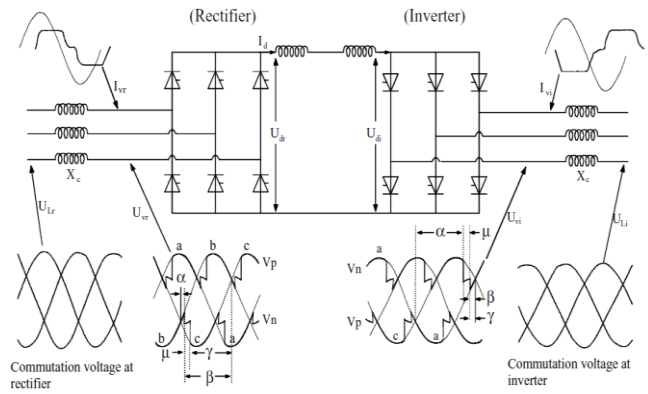 (Rectifier)
(Inverter)
I_d
I_vr
I_vi
U_dr
U_di
X_c
X_c
U_Lr
U_vr
U_vi
U_Li
a b c
Vp
α
Vn
b c a
μ γ
β
α μ
a
Vn
β
Vp
γ
c a
Commutation voltage at
rectifier
Commutation voltage at
inverter